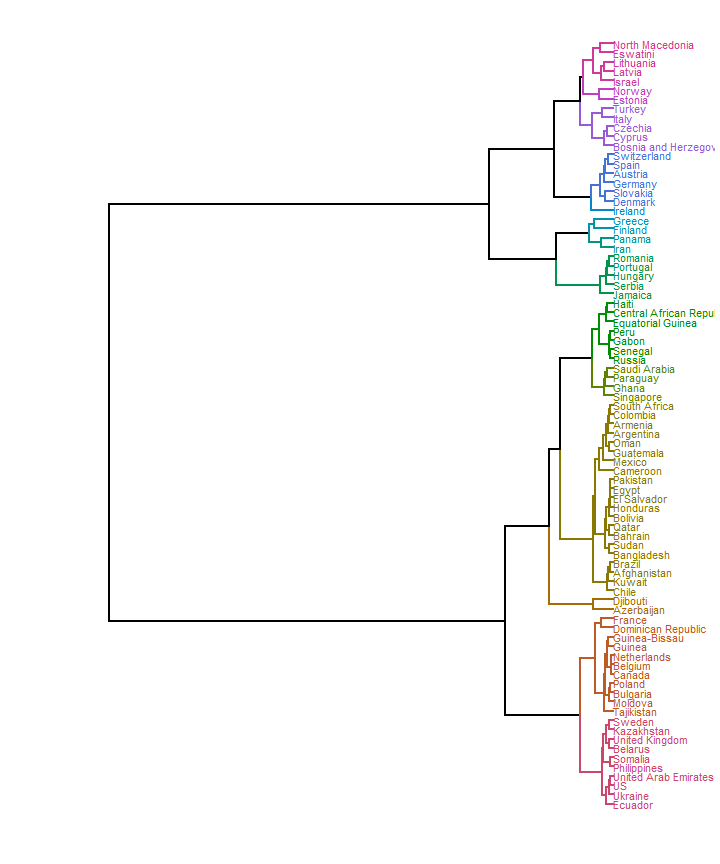 North Macedonia
Eswatini
Lithuania
Latvia
Israel
Norway
Estonia
Turkey
Italy
Czechia
Cyprus
Bosnia and Herzegov
Switzerland
Spain
Austria
Germany
Slovakia
Denmark
Ireland
Greece
Finland
Panama
Iran
Romania
Portugal
Hungary
Serbia
Jamaica
Haiti
Central African Repu
Equatorial Guinea
Peru
Gabon
Senegal
Russia
Saudi Arabia
Paraguay
Ghana
Singapore
South Africa
Colombia
Armenia
Argentina
Oman
Guatemala
Mexico
Cameroon
Pakistan
Egypt
El Salvador
Honduras
Bolivia
Qatar
Bahrain
Sudan
Bangladesh
Brazil
Afghanistan
Kuwait
Chile
Djibouti
Azerbaijan
France
Dominican Republic
Guinea-Bissau
Guinea
Netherlands
Belgium
Canada
Poland
Bulgaria
Moldova
Tajikistan
Sweden
Kazakhstan
United Kingdom
Belarus
Somalia
Philippines
United Arab Emirates
US
Ukraine
Ecuador